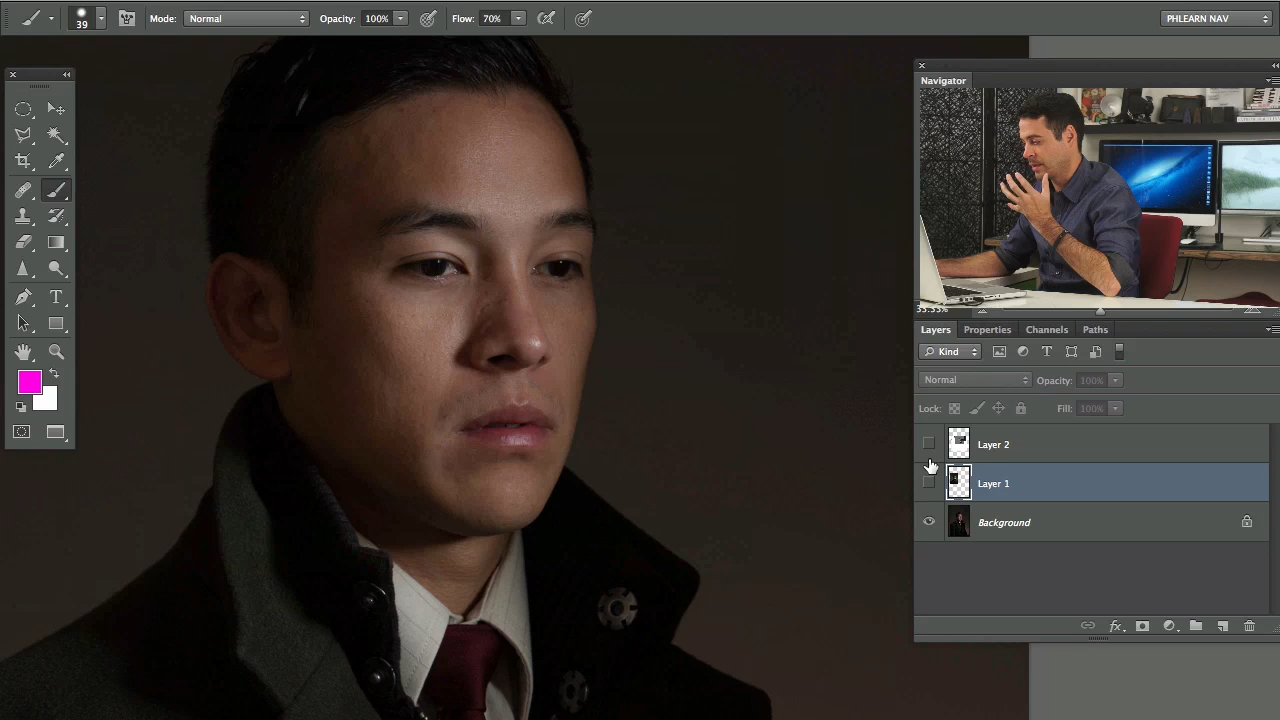 39 Mode: Normal Opacity: 100% Flow: 70% PHLEARN NAV
Navigator
33.33%
Layers Properties Channels Paths
Kind T
Normal Opacity: 100%
Lock: Fill: 100%
Layer 2
Layer 1
Background
fx
T